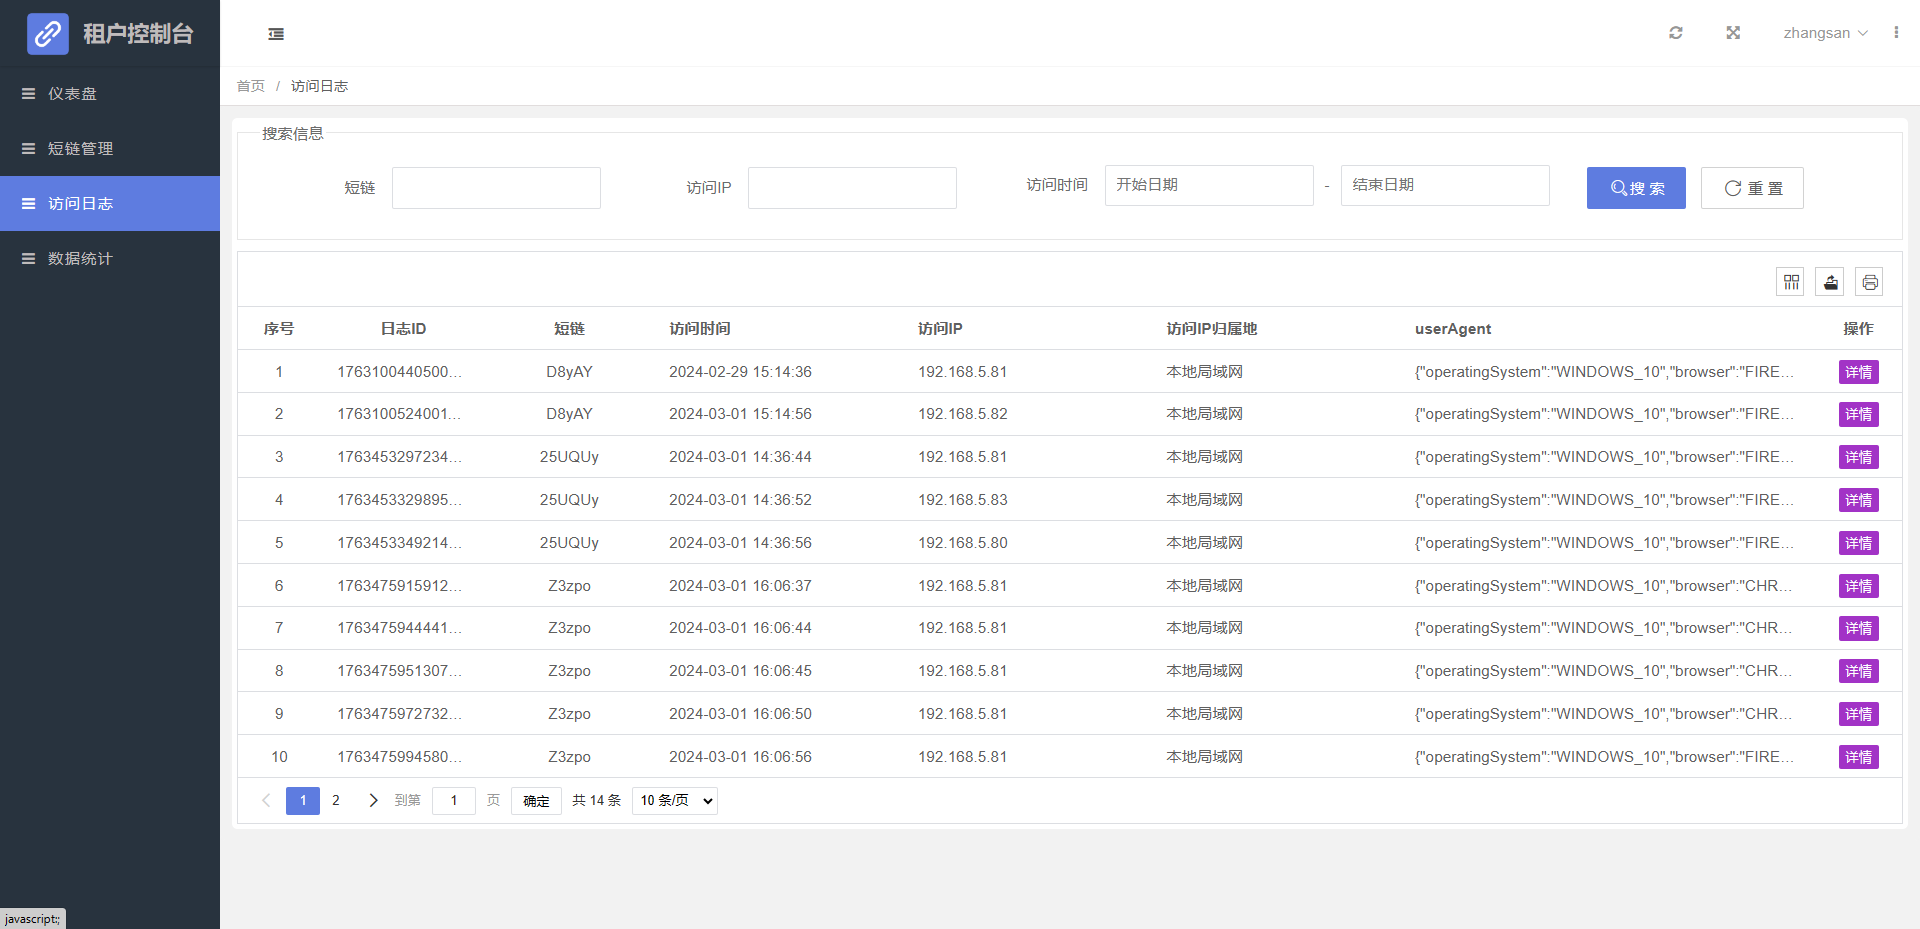 租户控制台
zhangsan
仪表盘
短链管理
访问日志
数据统计
首页 / 访问日志
搜索信息
短链 访问IP 访问时间 开始日期 - 结束日期 搜 索 重 置
序号 日志ID 短链 访问时间 访问IP 访问IP归属地 userAgent 操作
1 1763100440500... D8yAY 2024-02-29 15:14:36 192.168.5.81 本地局域网 {"operatingSystem":"WINDOWS_10","browser":"FIRE... 详情
2 1763100524001... D8yAY 2024-03-01 15:14:56 192.168.5.82 本地局域网 {"operatingSystem":"WINDOWS_10","browser":"FIRE... 详情
3 1763453297234... 25UQUy 2024-03-01 14:36:44 192.168.5.81 本地局域网 {"operatingSystem":"WINDOWS_10","browser":"FIRE... 详情
4 1763453329895... 25UQUy 2024-03-01 14:36:52 192.168.5.83 本地局域网 {"operatingSystem":"WINDOWS_10","browser":"FIRE... 详情
5 1763453349214... 25UQUy 2024-03-01 14:36:56 192.168.5.80 本地局域网 {"operatingSystem":"WINDOWS_10","browser":"FIRE... 详情
6 1763475915912... Z3zpo 2024-03-01 16:06:37 192.168.5.81 本地局域网 {"operatingSystem":"WINDOWS_10","browser":"CHR... 详情
7 1763475944441... Z3zpo 2024-03-01 16:06:44 192.168.5.81 本地局域网 {"operatingSystem":"WINDOWS_10","browser":"CHR... 详情
8 1763475951307... Z3zpo 2024-03-01 16:06:45 192.168.5.81 本地局域网 {"operatingSystem":"WINDOWS_10","browser":"CHR... 详情
9 1763475972732... Z3zpo 2024-03-01 16:06:50 192.168.5.81 本地局域网 {"operatingSystem":"WINDOWS_10","browser":"CHR... 详情
10 1763475994580... Z3zpo 2024-03-01 16:06:56 192.168.5.81 本地局域网 {"operatingSystem":"WINDOWS_10","browser":"FIRE... 详情
1 2 到第 1 页 确定 共 14 条 10 条/页
javascript:;